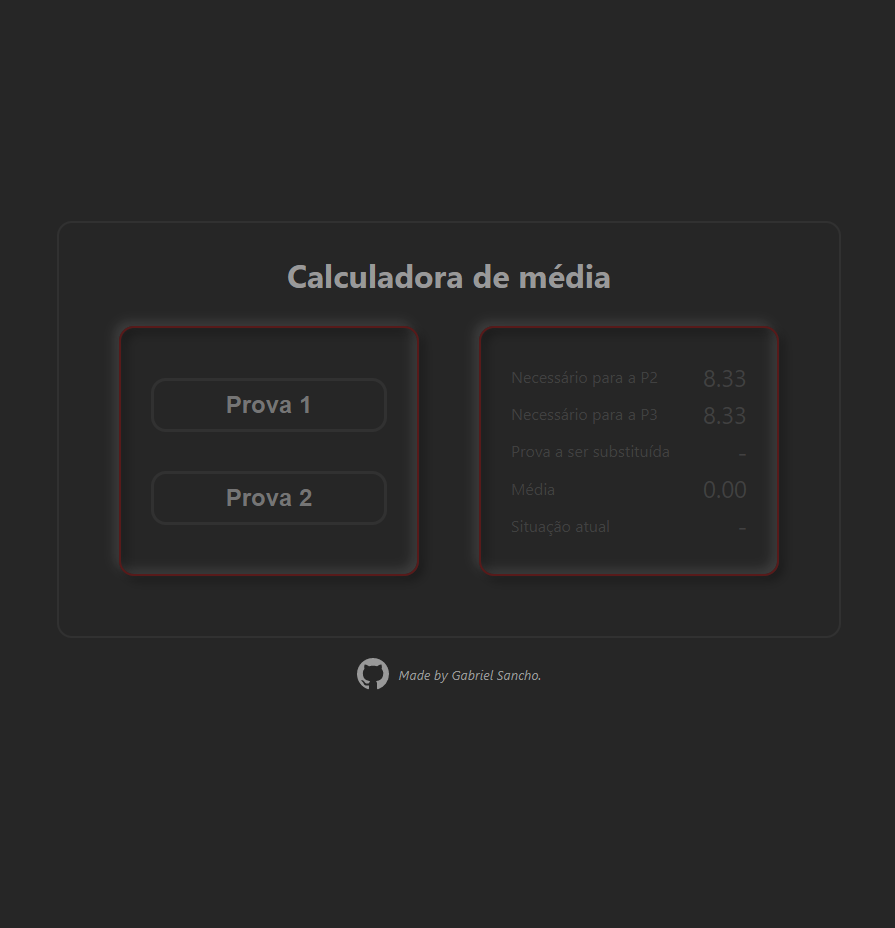 Calculadora de média
Prova 1
Prova 2
Necessário para a P2 8.33
Necessário para a P3 8.33
Prova a ser substituída -
Média 0.00
Situação atual -
Made by Gabriel Sancho.